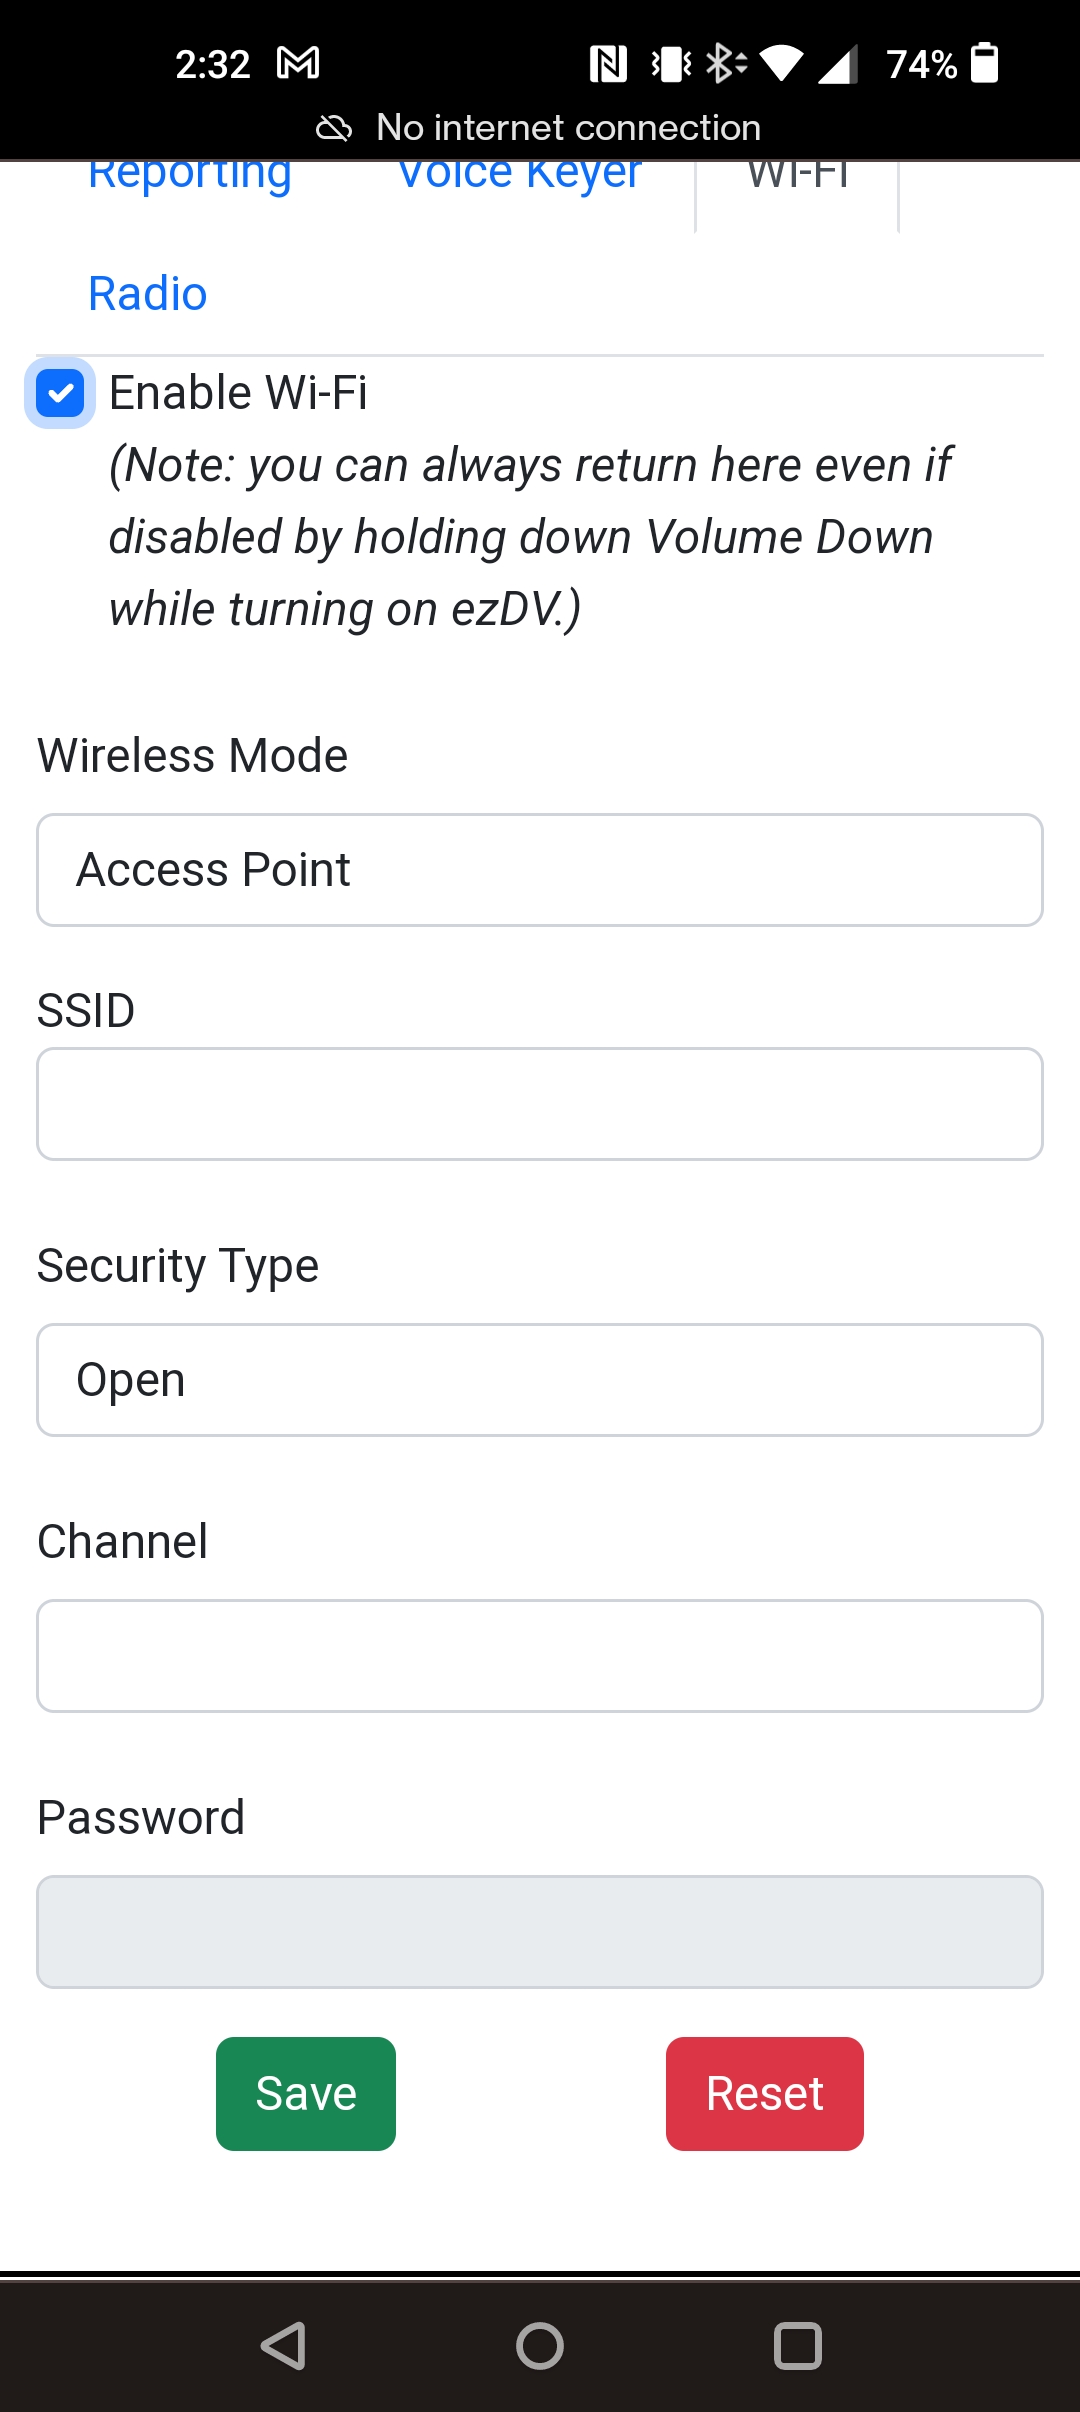 2:32
74%
No internet connection
Reporting
Voice Keyer
Wi-Fi
Radio
Enable Wi-Fi
(Note: you can always return here even if
disabled by holding down Volume Down
while turning on ezDV.)
Wireless Mode
Access Point
SSID
Security Type
Open
Channel
Password
Save
Reset